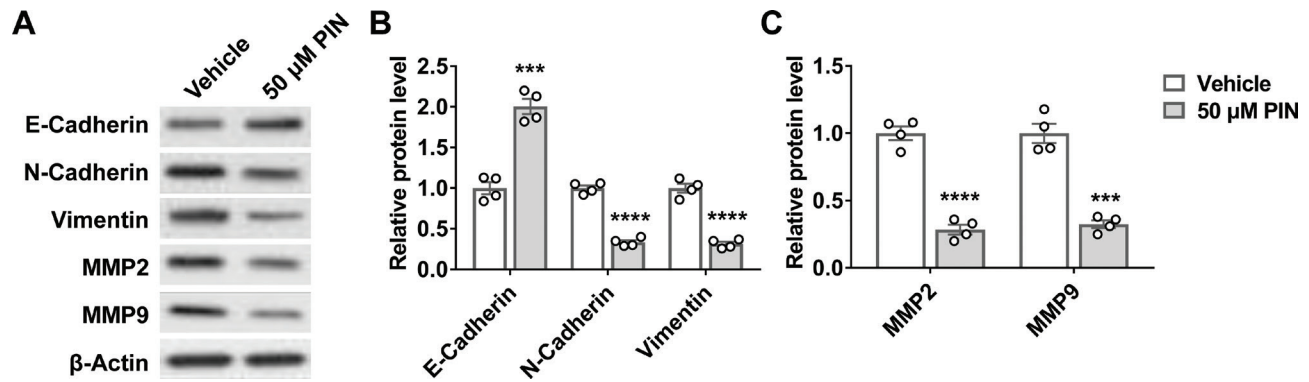 A
Vehicle
50 µM PIN
E-Cadherin
N-Cadherin
Vimentin
MMP2
MMP9
β-Actin
B
Relative protein level
2.5
2.0
1.5
1.0
0.5
0.0
***
****
****
E-Cadherin
N-Cadherin
Vimentin
C
Relative protein level
1.5
1.0
0.5
0.0
****
***
MMP2
MMP9
Vehicle
50 µM PIN